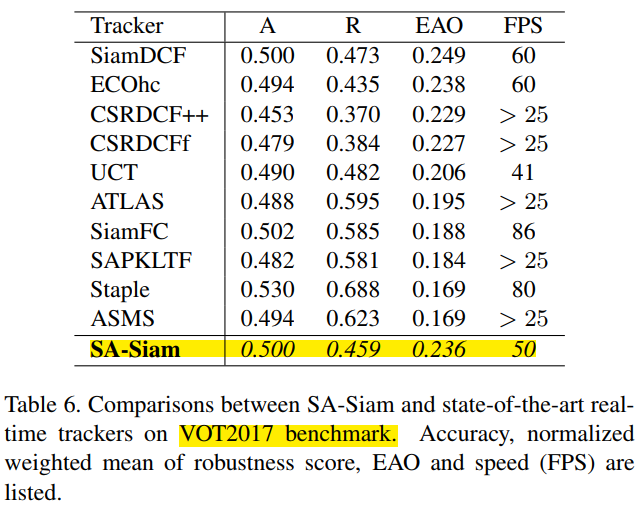 Tracker A R EAO FPS
SiamDCF 0.500 0.473 0.249 60
ECOhc 0.494 0.435 0.238 60
CSRDCF++ 0.453 0.370 0.229 > 25
CSRDCFf 0.479 0.384 0.227 > 25
UCT 0.490 0.482 0.206 41
ATLAS 0.488 0.595 0.195 > 25
SiamFC 0.502 0.585 0.188 86
SAPKLTF 0.482 0.581 0.184 > 25
Staple 0.530 0.688 0.169 80
ASMS 0.494 0.623 0.169 > 25
SA-Siam 0.500 0.459 0.236 50
Table 6. Comparisons between SA-Siam and state-of-the-art real-
time trackers on VOT2017 benchmark. Accuracy, normalized
weighted mean of robustness score, EAO and speed (FPS) are
listed.